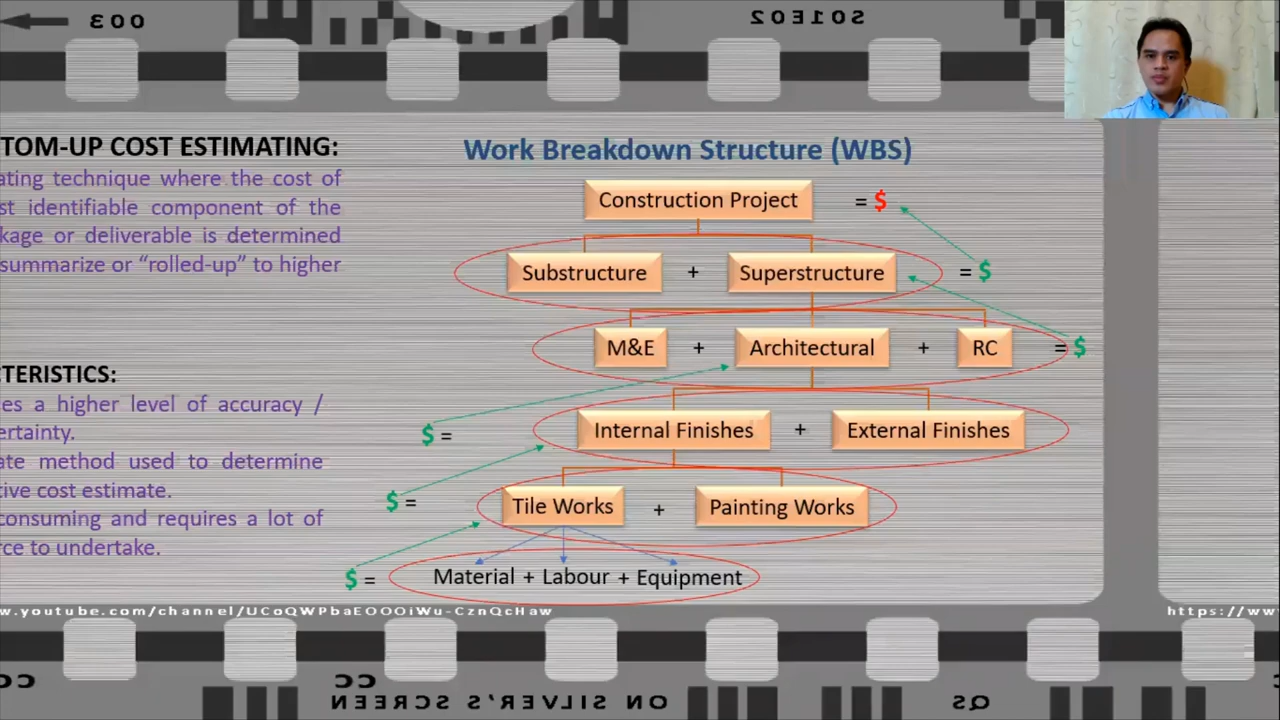 003
S01E02
TOM-UP COST ESTIMATING:
ating technique where the cost of
st identifiable component of the
kage or deliverable is determined
summarize or “rolled-up” to higher
TERISTICS:
es a higher level of accuracy /
ertainty.
ate method used to determine
tive cost estimate.
consuming and requires a lot of
rce to undertake.
Work Breakdown Structure (WBS)
Construction Project = $
Substructure + Superstructure = $
M&E + Architectural + RC = $
$ =
Internal Finishes + External Finishes
$ =
Tile Works + Painting Works
$ =
Material + Labour + Equipment
w.youtube.com/channel/UCoQWPbaEOOOiWu-CznQcHaw
https://ww
CC
CC
ON SILVER'S SCREEN
QS